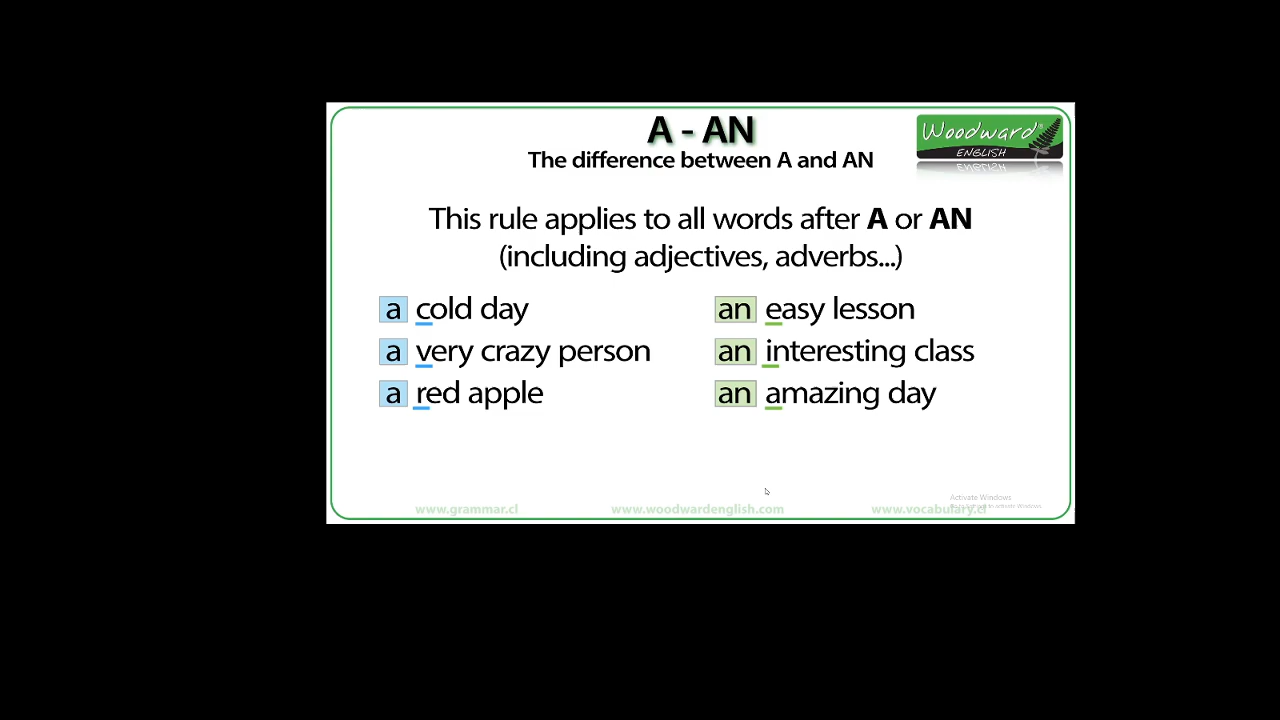 A - AN
The difference between A and AN
Woodward®
ENGLISH
This rule applies to all words after A or AN
(including adjectives, adverbs...)
a cold day
an easy lesson
a very crazy person
an interesting class
a red apple
an amazing day
Activate Windows
www.grammar.cl
www.woodwardenglish.com
www.vocabulary.cl